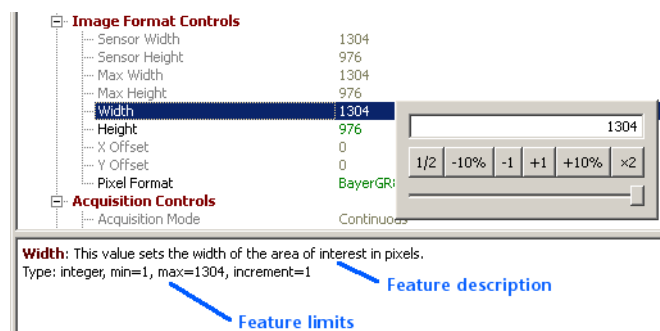 Image Format Controls
Sensor Width 1304
Sensor Height 976
Max Width 1304
Max Height 976
Width 1304
1304
Height 976
X Offset 0
1/2 -10% -1 +1 +10% ×2
Y Offset 0
Pixel Format
Acquisition Controls
Acquisition Mode Continuous
Width: This value sets the width of the area of interest in pixels.
Type: integer, min=1, max=1304, increment=1
Feature description
Feature limits